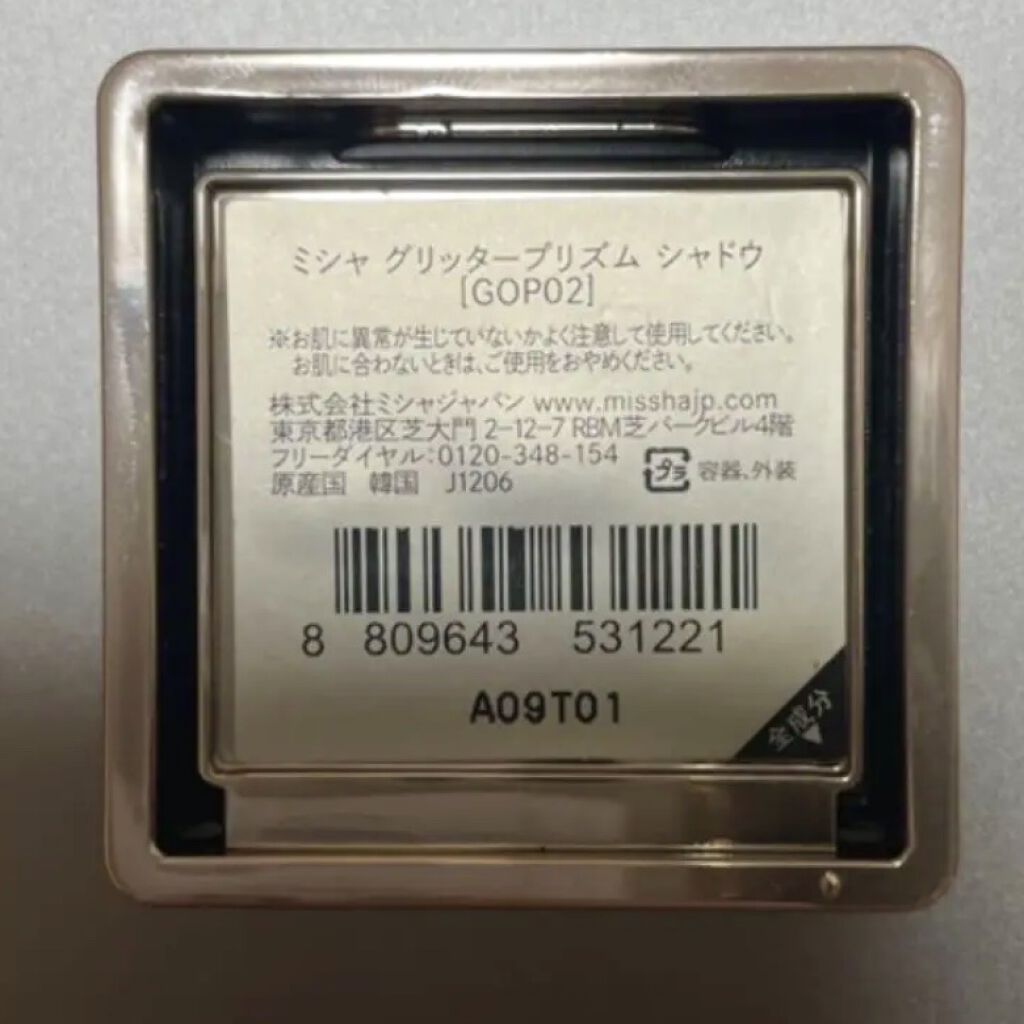 ミシャ グリッタープリズム シャドウ
[GOP02]
※お肌に異常が生じていないかよく注意して使用してください。
お肌に合わないときは、ご使用をおやめください。
株式会社ミシャジャパン www.misshajp.com
東京都港区芝大門 2-12-7 RBM芝パークビル4階
フリーダイヤル:0120-348-154
原産国 韓国 J1206
プラ 容器、外装
8 809643 531221
A09T01
全成分